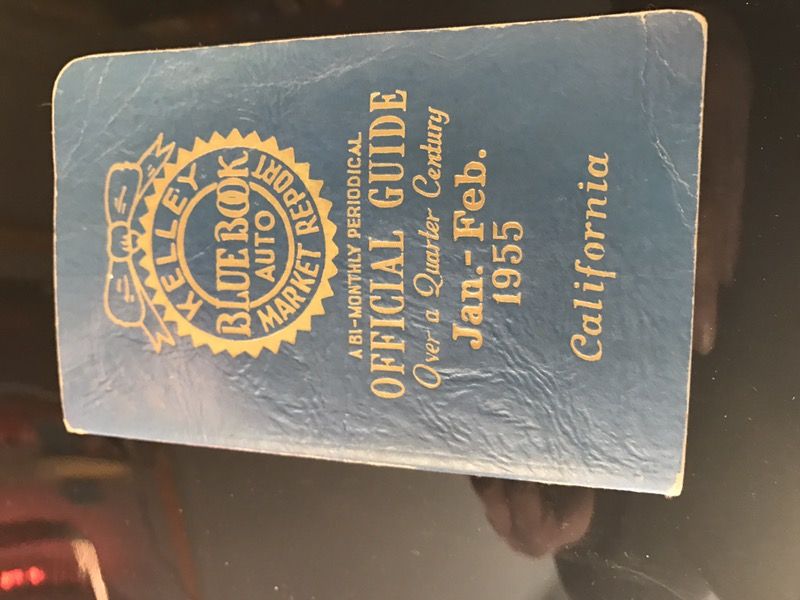 KELLEY
BLUE BOOK
AUTO
MARKET REPORT
A BI-MONTHLY PERIODICAL
OFFICIAL GUIDE
Over a Quarter Century
Jan.-Feb.
1955
California